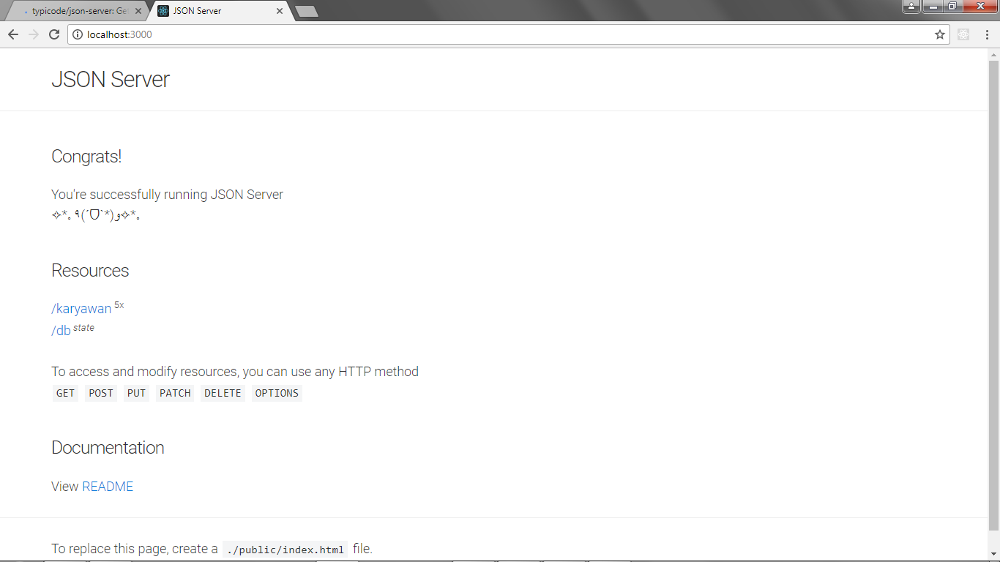 typicode/json-server: Ge
JSON Server
localhost:3000
JSON Server
Congrats!
You're successfully running JSON Server
✧*｡٩(ˊᗜˋ*)و✧*｡
Resources
/karyawan 5x
/db state
To access and modify resources, you can use any HTTP method
GET POST PUT PATCH DELETE OPTIONS
Documentation
View README
To replace this page, create a ./public/index.html file.